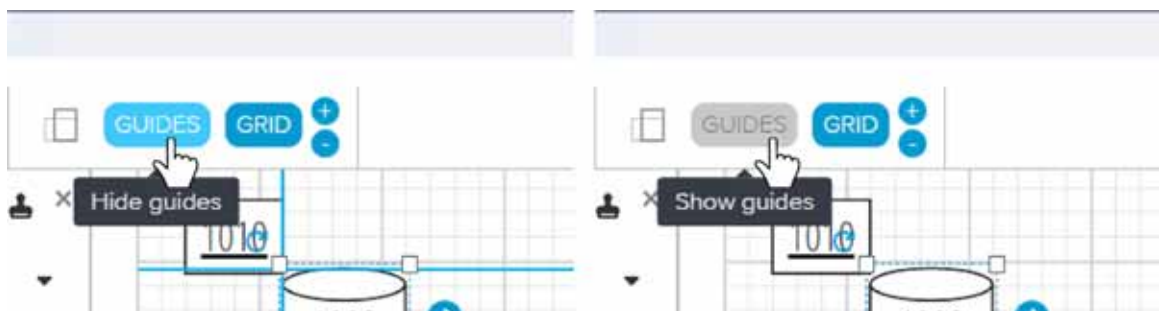 GUIDES GRID +
-
Hide guides
1010
GUIDES GRID +
-
Show guides
1010